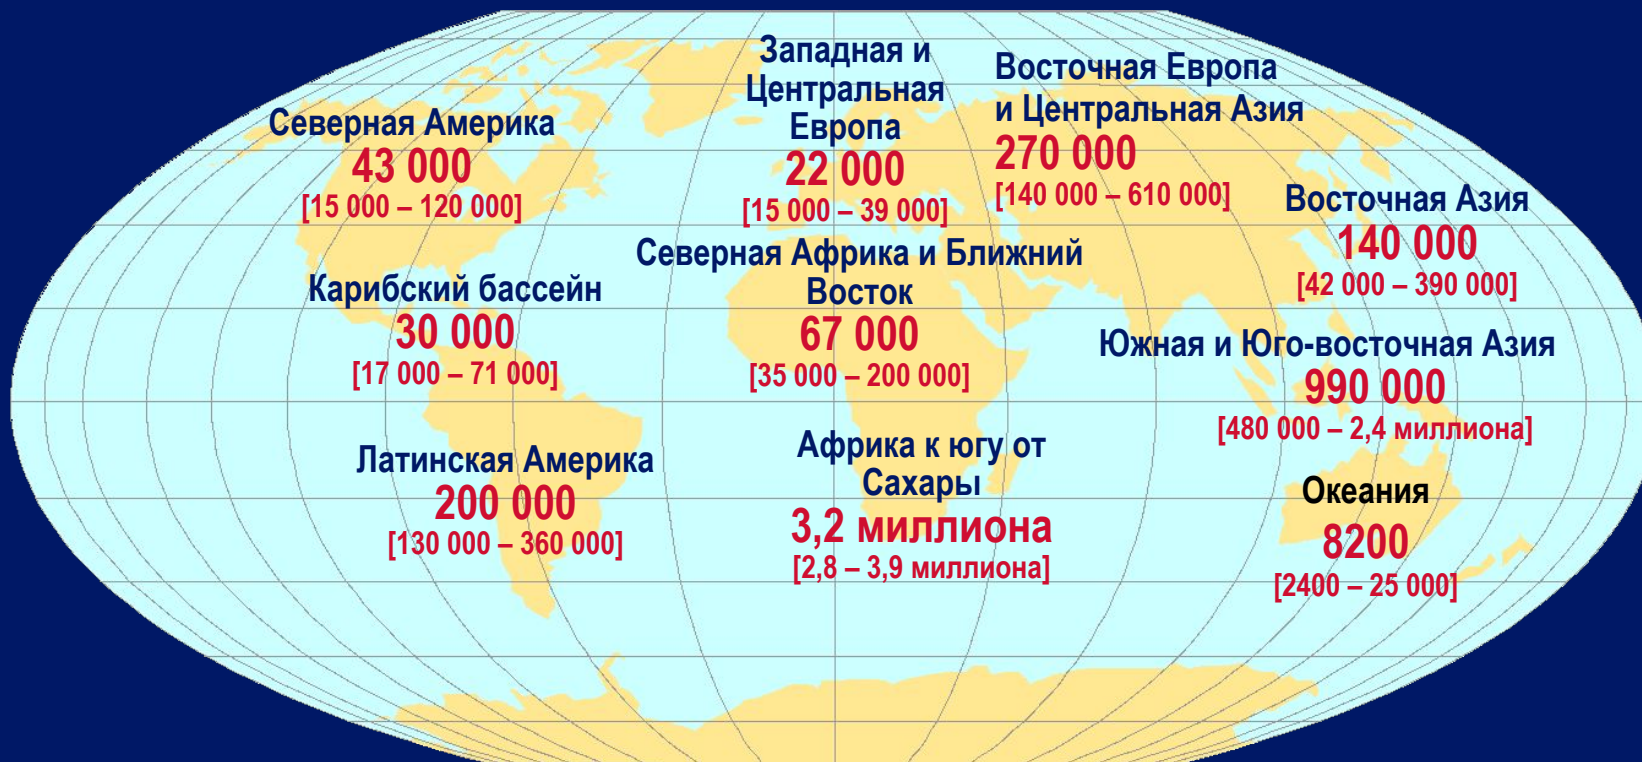 Западная и
Центральная
Европа
22 000
[15 000 – 39 000]
Восточная Европа
и Центральная Азия
270 000
[140 000 – 610 000]
Северная Америка
43 000
[15 000 – 120 000]
Восточная Азия
140 000
[42 000 – 390 000]
Северная Африка и Ближний
Восток
67 000
[35 000 – 200 000]
Карибский бассейн
30 000
[17 000 – 71 000]
Южная и Юго-восточная Азия
990 000
[480 000 – 2,4 миллиона]
Латинская Америка
200 000
[130 000 – 360 000]
Африка к югу от
Сахары
3,2 миллиона
[2,8 – 3,9 миллиона]
Океания
8200
[2400 – 25 000]